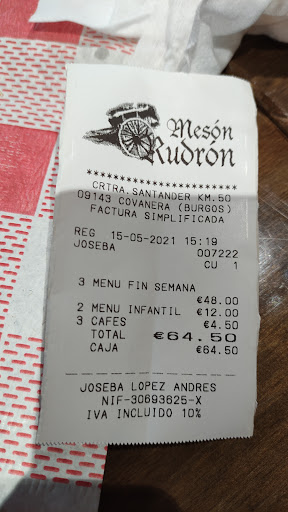 Mesón
Rudrón
************************
CRTRA.SANTANDER KM.50
09143 COVANERA (BURGOS)
FACTURA SIMPLIFICADA
REG 15-05-2021 15:19
JOSEBA 007222
CU 1
3 MENU FIN SEMANA
€48.00
2 MENU INFANTIL €12.00
3 CAFES €4.50
TOTAL €64.50
CAJA €64.50
JOSEBA LOPEZ ANDRES
NIF-30693625-X
IVA INCLUIDO 10%